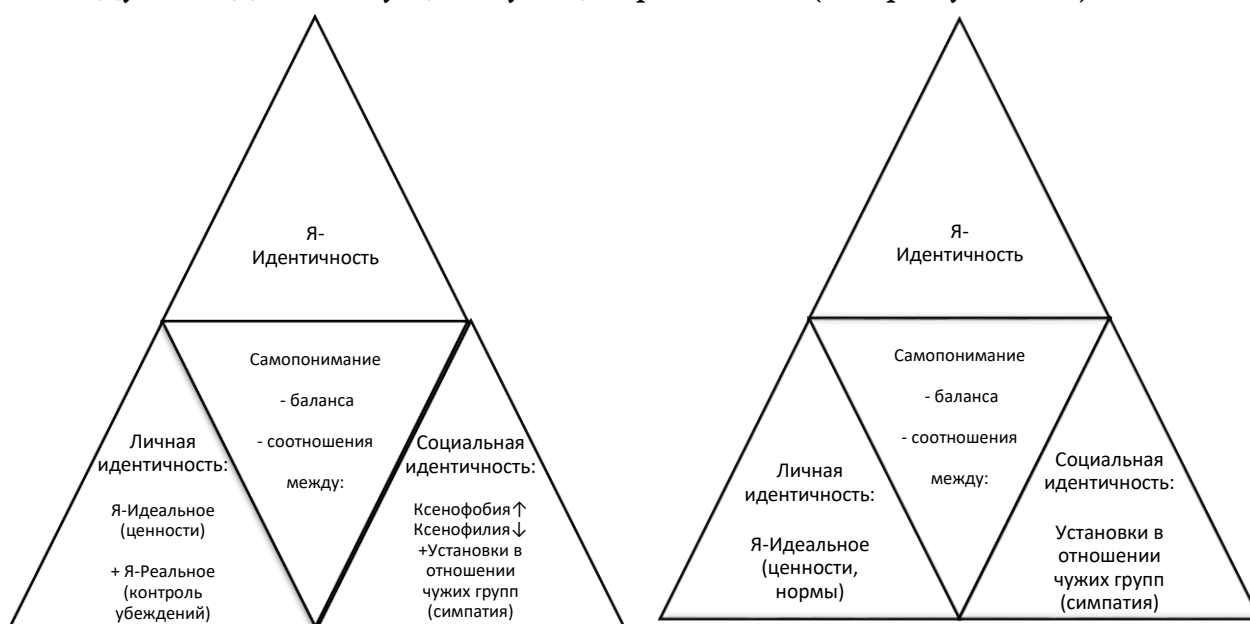 Я-
Идентичность
Самопонимание
- баланса
- соотношения
между:
Личная
идентичность:
Я-Идеальное
(ценности)
+ Я-Реальное
(контроль
убеждений)
Социальная
идентичность:
Ксенофобия↑
Ксенофилия↓
+Установки в
отношении
чужих групп
(симпатия)
Я-
Идентичность
Самопонимание
- баланса
- соотношения
между:
Личная
идентичность:
Я-Идеальное
(ценности,
нормы)
Социальная
идентичность:
Установки в
отношении
чужих групп
(симпатия)